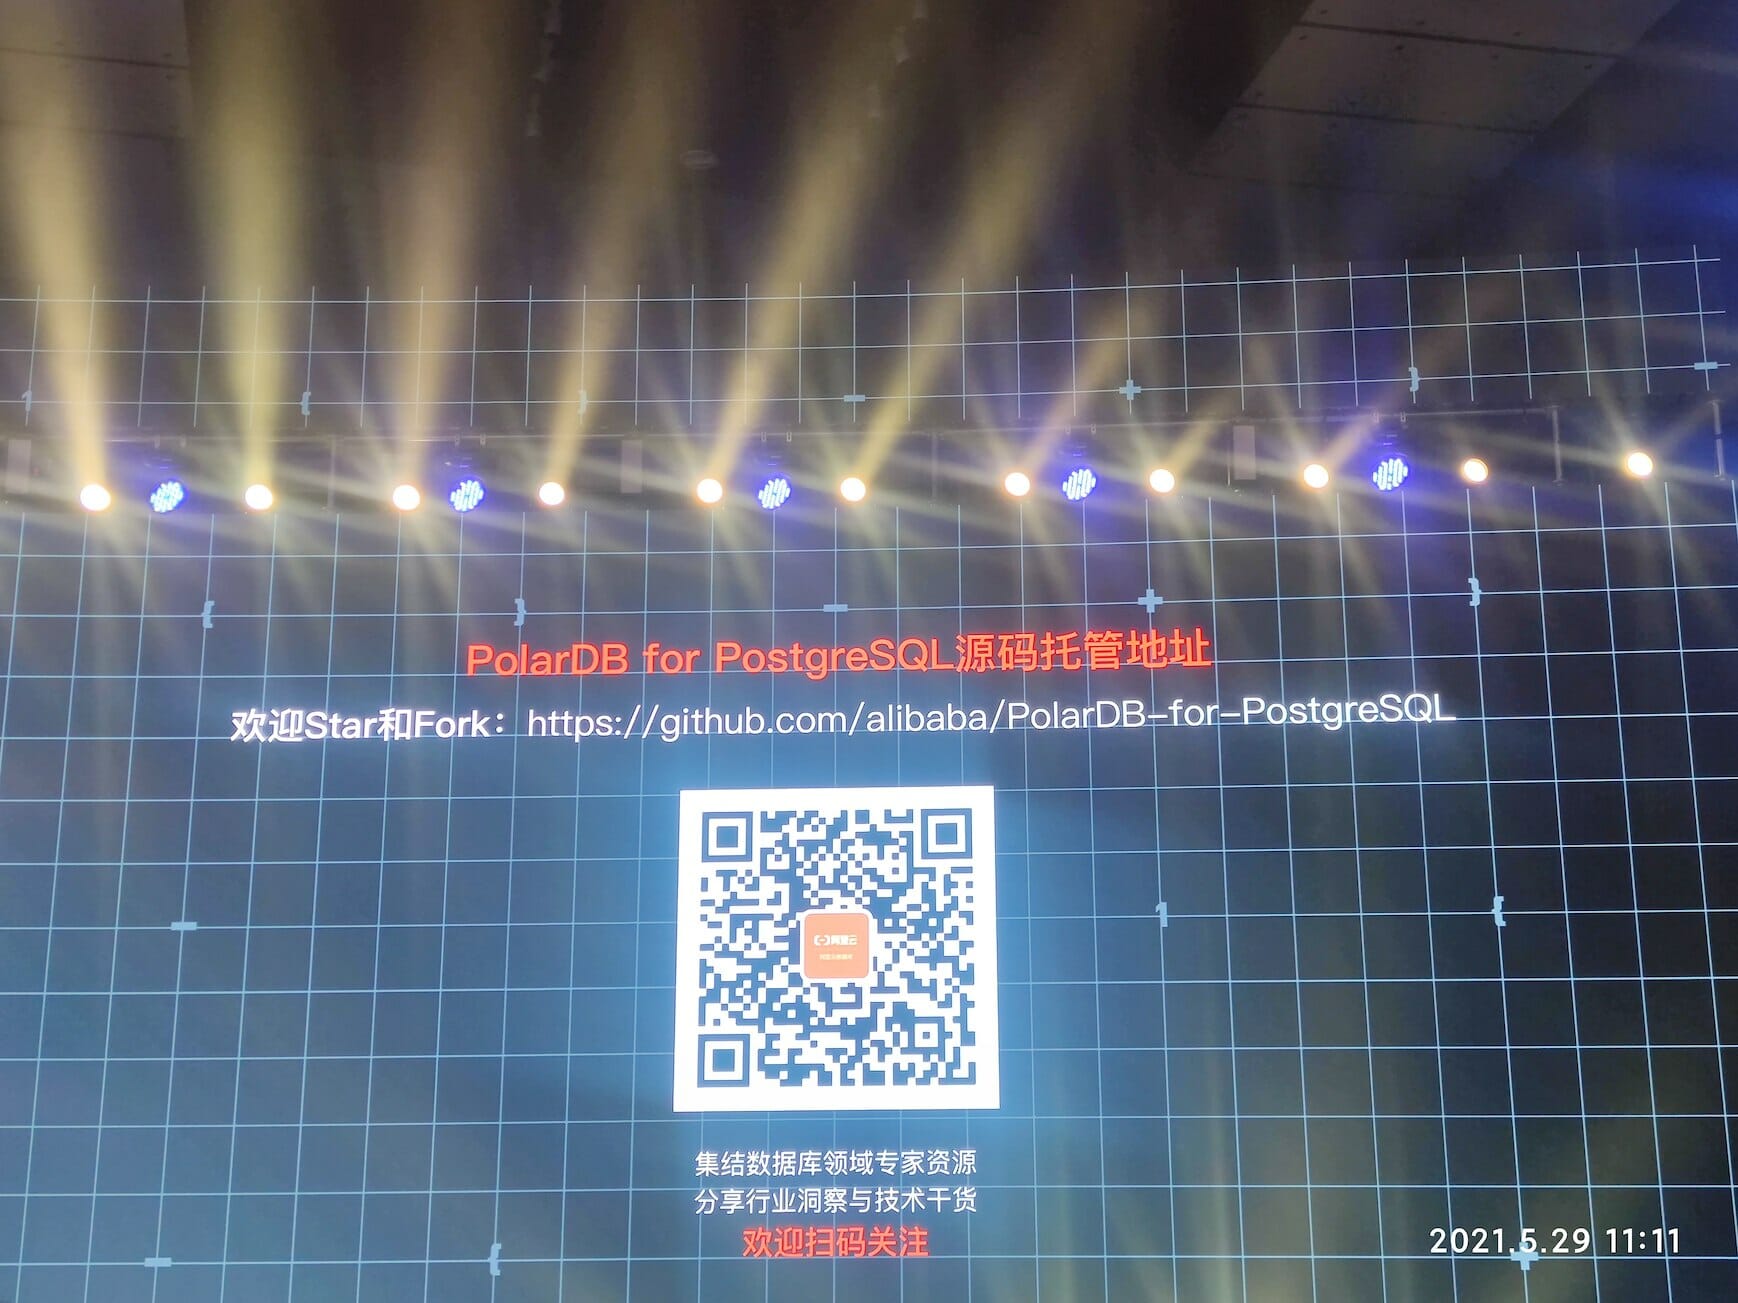 PolarDB for PostgreSQL源码托管地址
欢迎Star和Fork：https://github.com/alibaba/PolarDB-for-PostgreSQL
阿里云
集结数据库领域专家资源
分享行业洞察与技术干货
欢迎扫码关注
2021.5.29 11:11